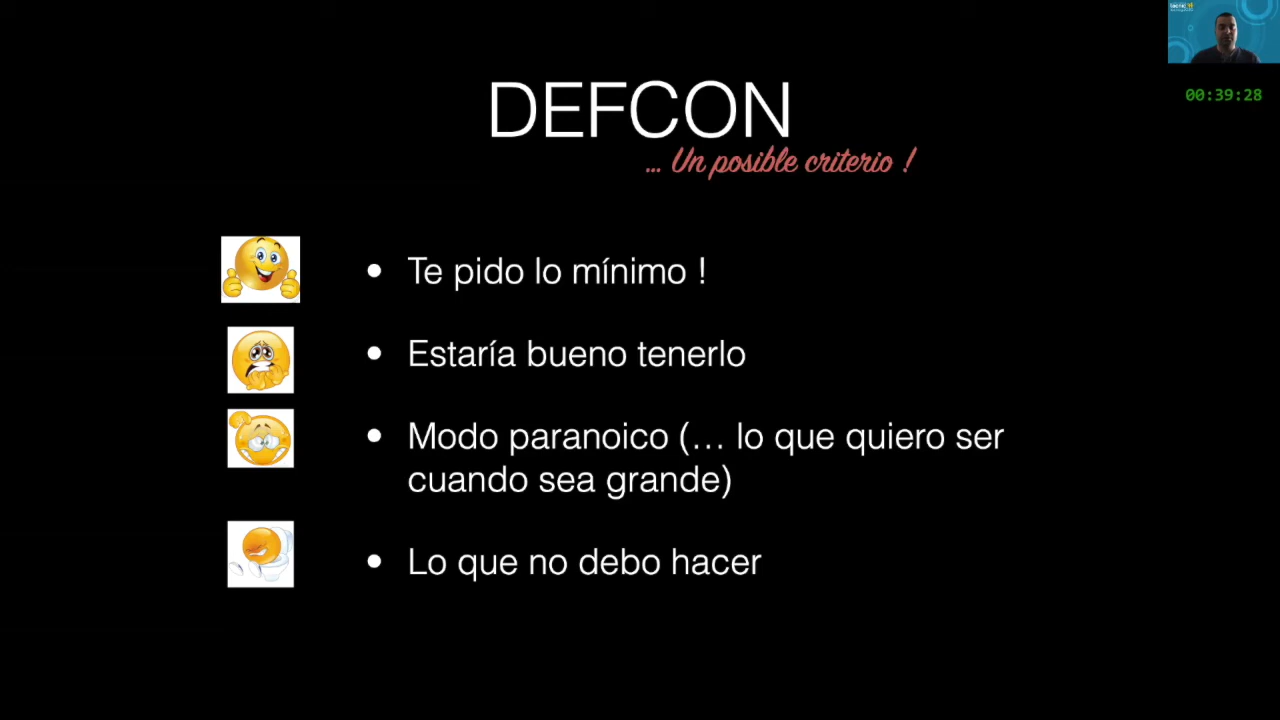 DEFCON
... Un posible criterio !
00:39:28
• Te pido lo mínimo !
• Estaría bueno tenerlo
• Modo paranoico (… lo que quiero ser
cuando sea grande)
• Lo que no debo hacer